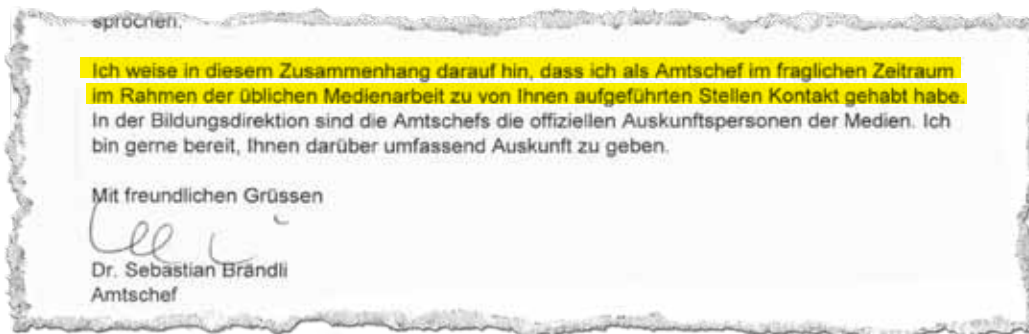 sprochen.
Ich weise in diesem Zusammenhang darauf hin, dass ich als Amtschef im fraglichen Zeitraum
im Rahmen der üblichen Medienarbeit zu von Ihnen aufgeführten Stellen Kontakt gehabt habe.
In der Bildungsdirektion sind die Amtschefs die offiziellen Auskunftspersonen der Medien. Ich
bin gerne bereit, Ihnen darüber umfassend Auskunft zu geben.
Mit freundlichen Grüssen
Dr. Sebastian Brändli
Amtschef